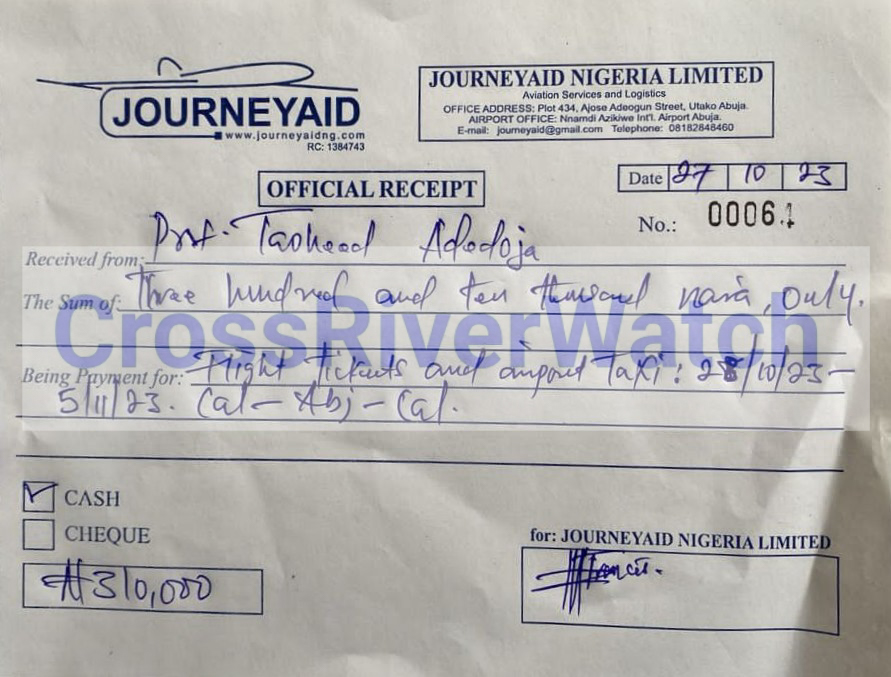 JOURNEYAID
www.journeyaidng.com
RC: 1384743
JOURNEYAID NIGERIA LIMITED
Aviation Services and Logistics
OFFICE ADDRESS: Plot 434, Ajose Adeogun Street, Utako Abuja.
AIRPORT OFFICE: Nnamdi Azikiwe Int'l. Airport Abuja.
E-mail: journeyaid@gmail.com Telephone: 08182848460
OFFICIAL RECEIPT
Date 27 10 23
No.: 00061
Received from: Prof. Taoheed Adedoja
The Sum of: Three hundred and ten thousand naira, only.
CrossRiverWatch
Being Payment for: Flight tickets and airport Taxi: 28/10/23 -
5/11/23. Cal - Abj - Cal.
CASH
CHEQUE
₦310,000
for: JOURNEYAID NIGERIA LIMITED